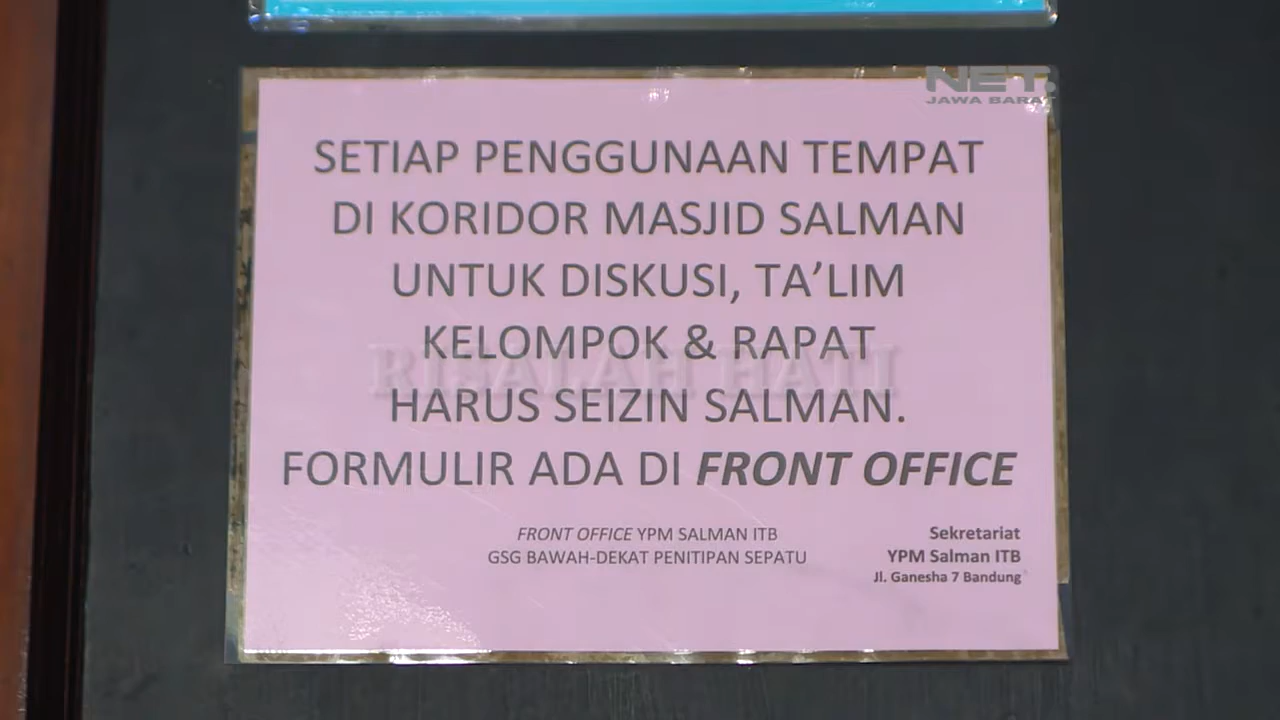 NET.
JAWA BARAT
SETIAP PENGGUNAAN TEMPAT
DI KORIDOR MASJID SALMAN
UNTUK DISKUSI, TA'LIM
KELOMPOK & RAPAT
RISALAH HATI
HARUS SEIZIN SALMAN.
FORMULIR ADA DI FRONT OFFICE
FRONT OFFICE YPM SALMAN ITB
GSG BAWAH-DEKAT PENITIPAN SEPATU
Sekretariat
YPM Salman ITB
Jl. Ganesha 7 Bandung